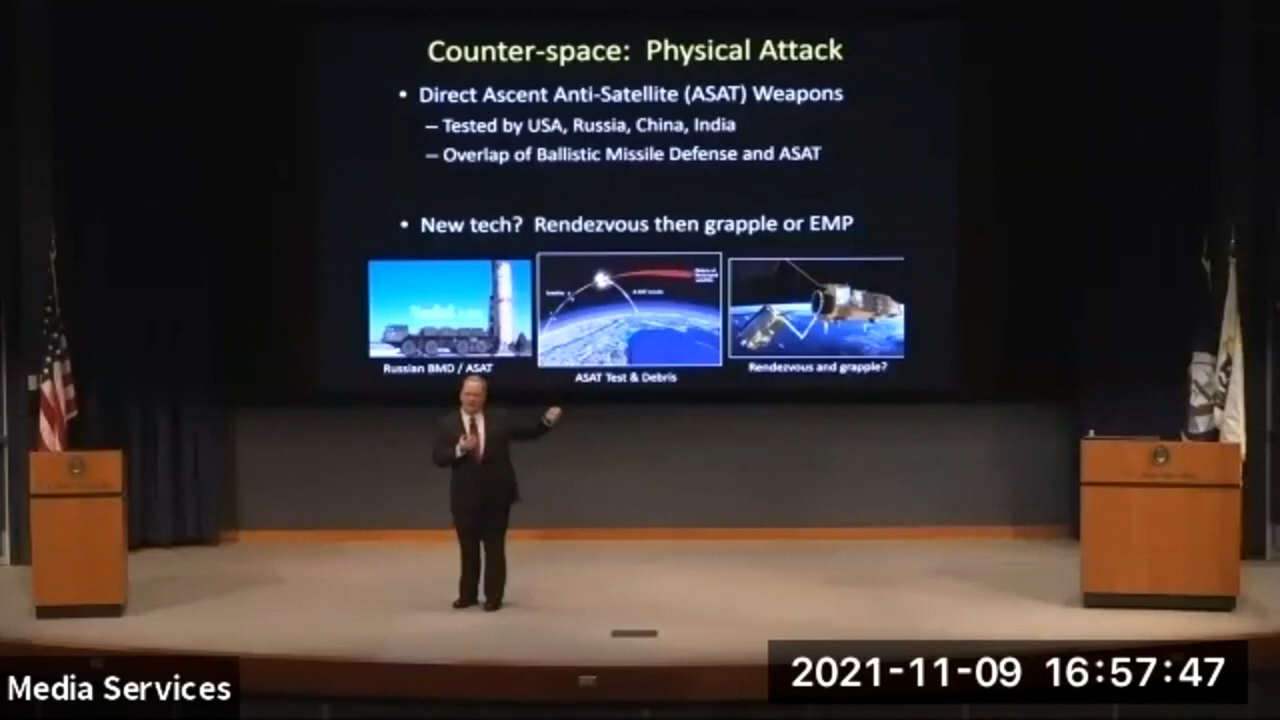 Counter-space: Physical Attack
• Direct Ascent Anti-Satellite (ASAT) Weapons
– Tested by USA, Russia, China, India
– Overlap of Ballistic Missile Defense and ASAT
• New tech? Rendezvous then grapple or EMP
Russian BMD / ASAT
ASAT Test & Debris
Rendezvous and grapple?
Media Services
2021-11-09 16:57:47